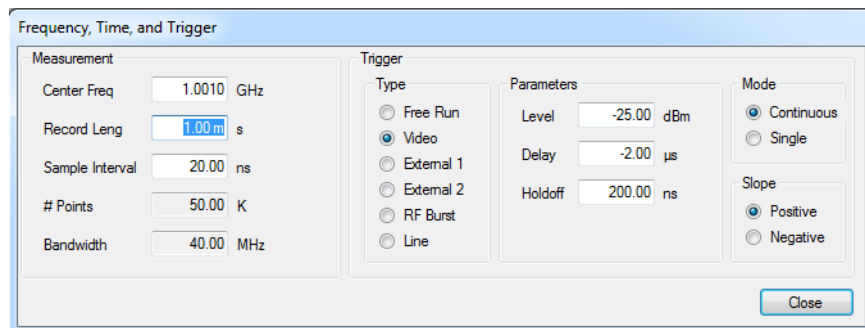 Frequency, Time, and Trigger
Measurement
Center Freq 1.0010 GHz
Record Leng 1.00 m s
Sample Interval 20.00 ns
# Points 50.00 K
Bandwidth 40.00 MHz
Trigger
Type
Free Run
Video
External 1
External 2
RF Burst
Line
Parameters
Level -25.00 dBm
Delay -2.00 µs
Holdoff 200.00 ns
Mode
Continuous
Single
Slope
Positive
Negative
Close